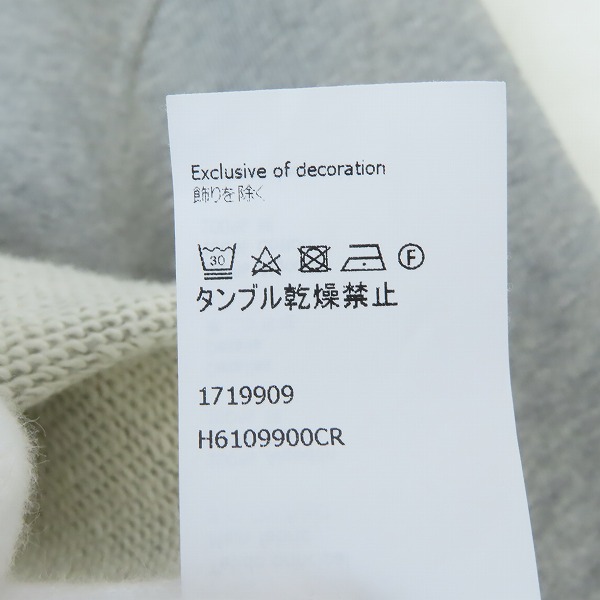 Exclusive of decoration
飾りを除く
30 F
タンブル乾燥禁止
1719909
H6109900CR